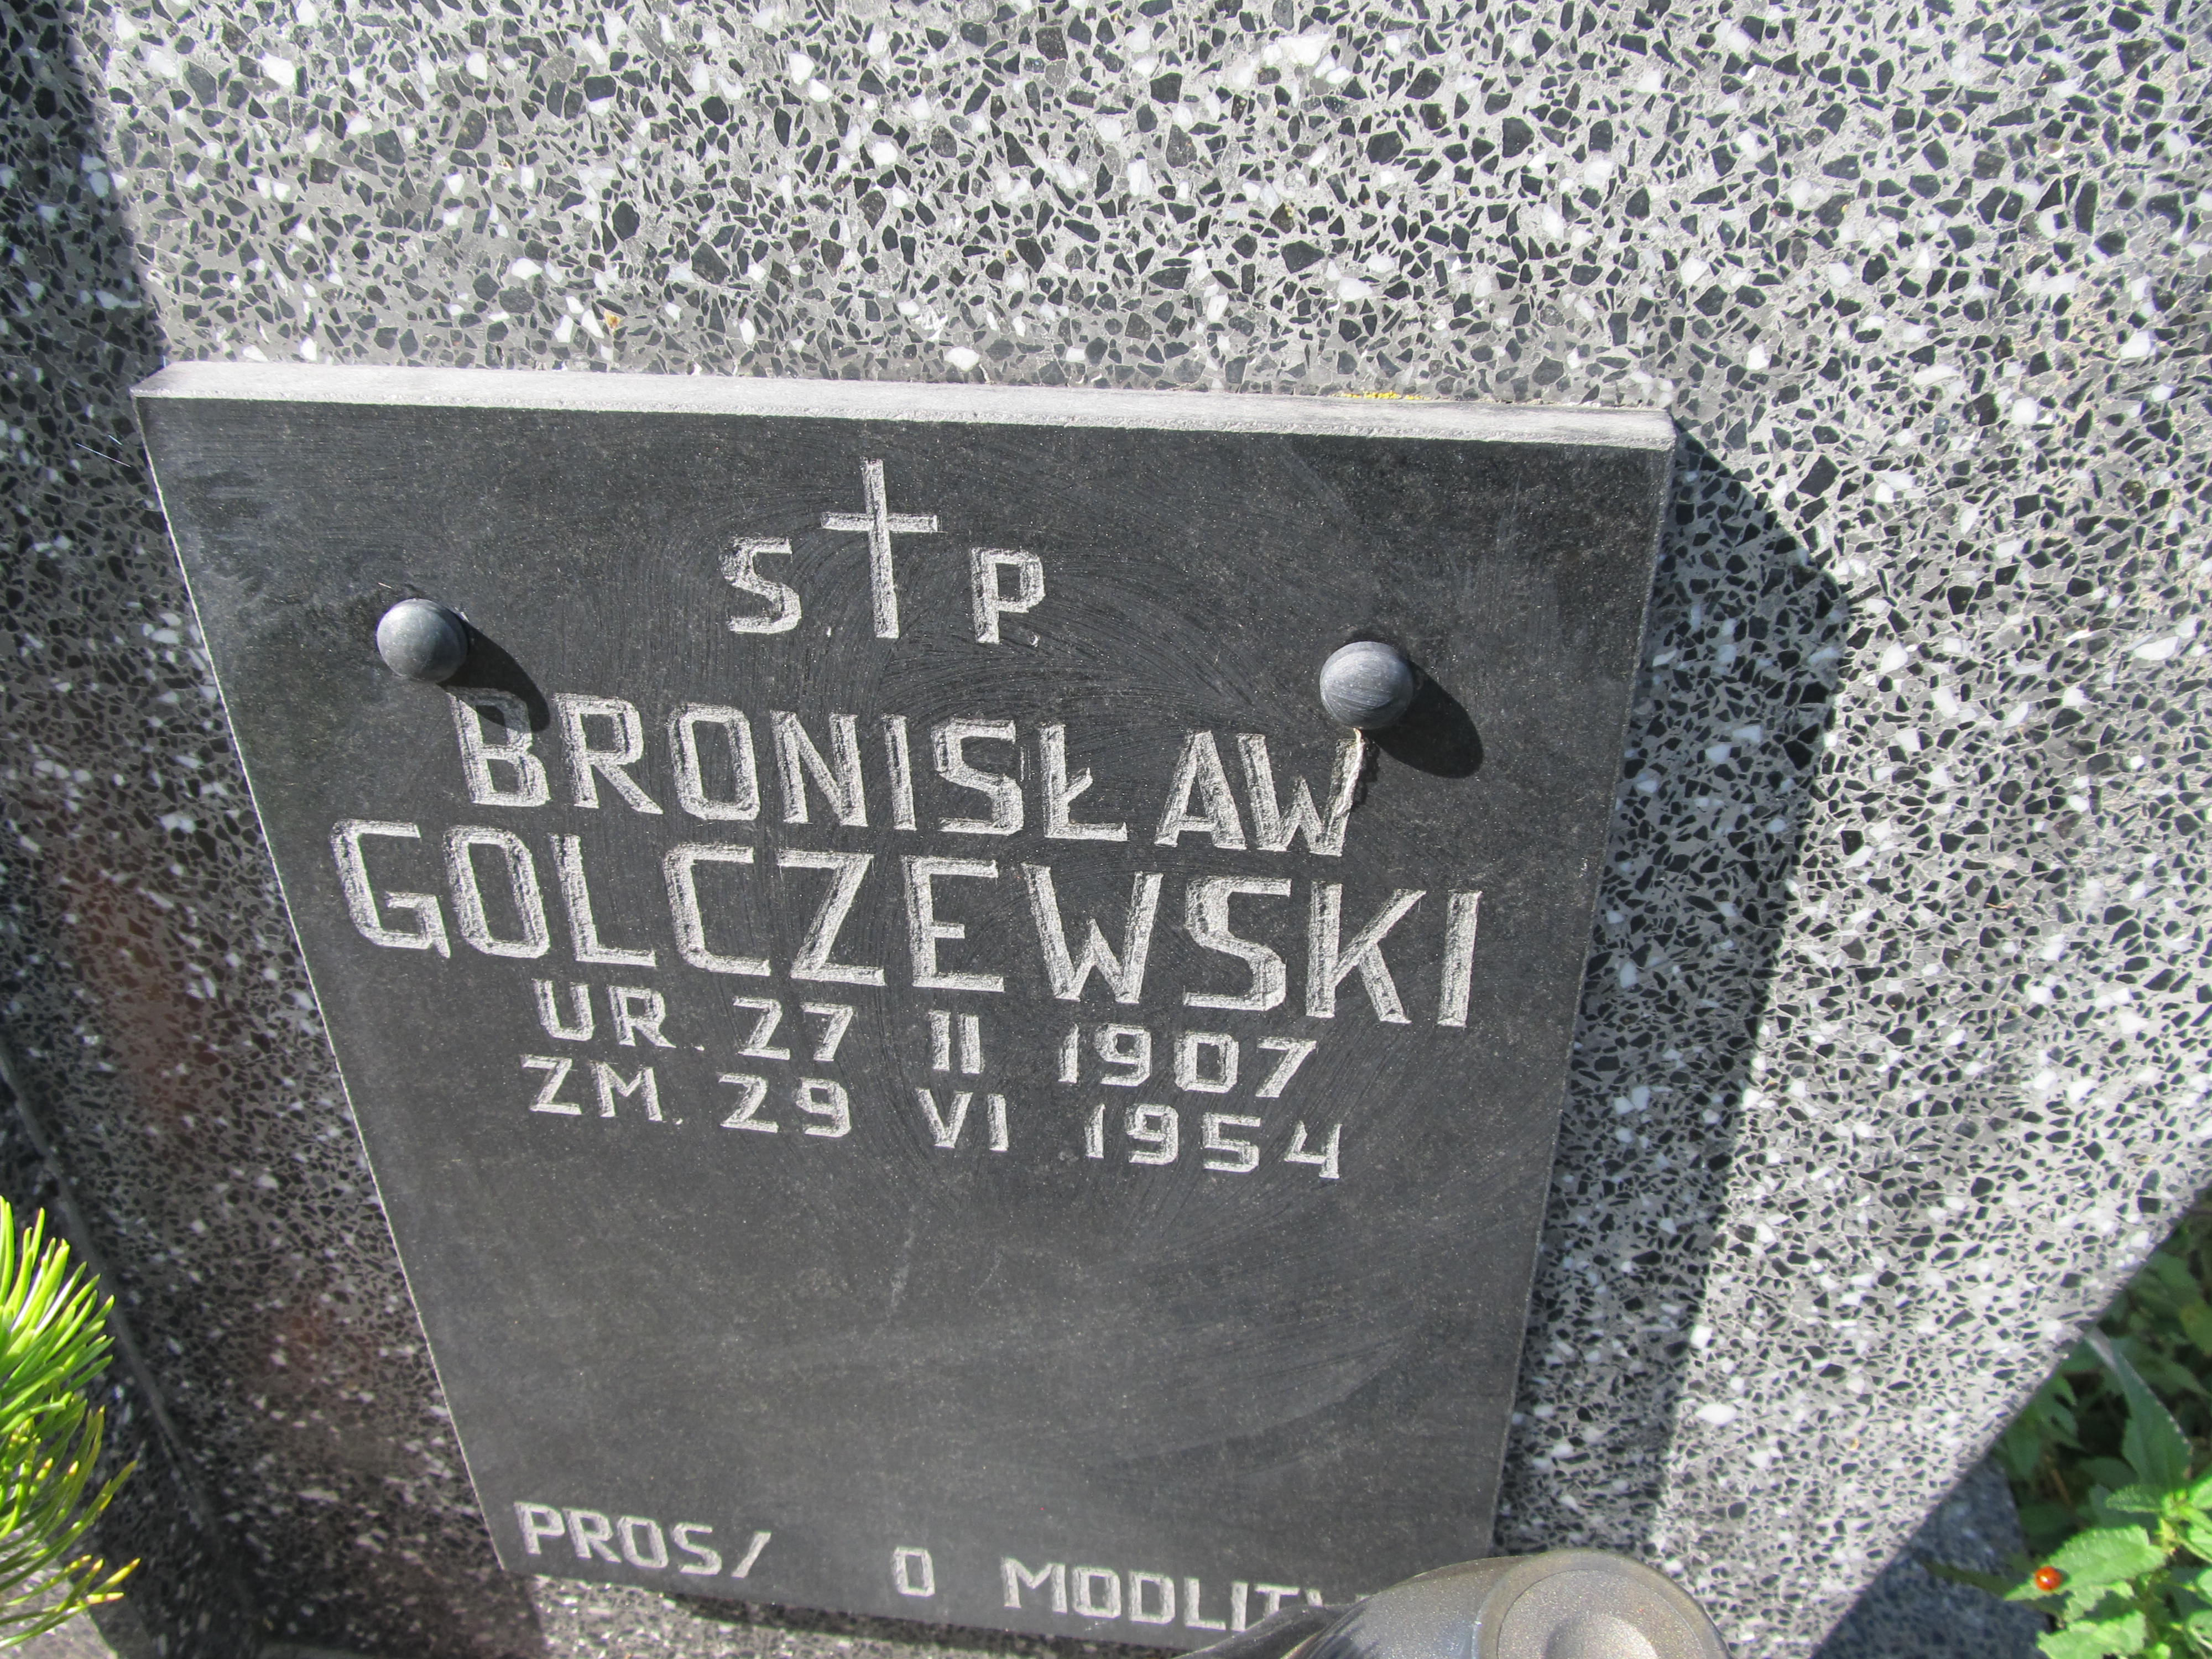 S. † P.
BRONISŁAW
GOLCZEWSKI
UR. 27 II 1907
ZM. 29 VI 1954
PROS/ O